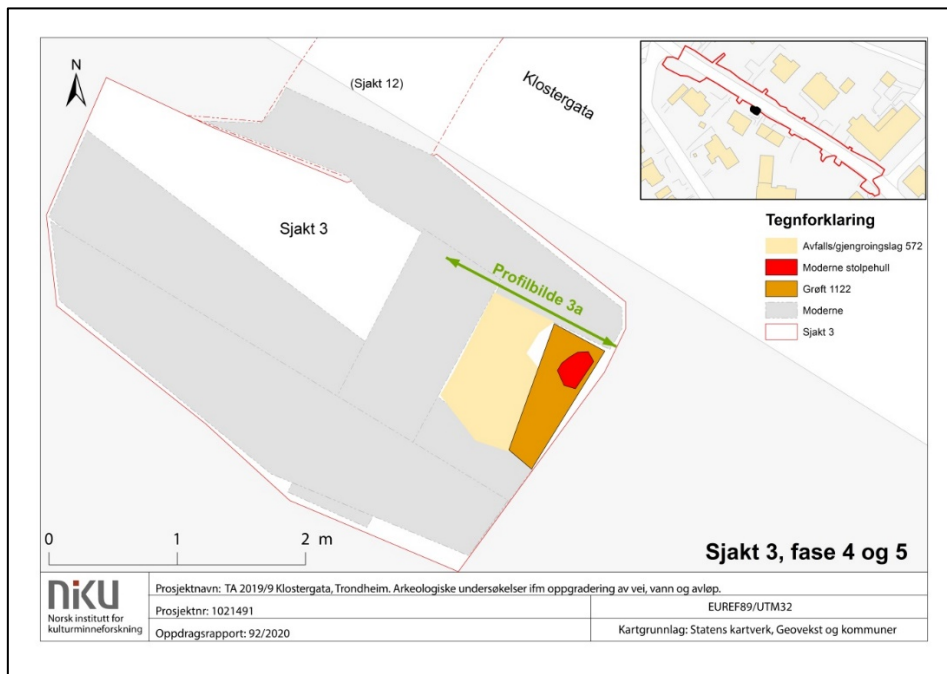 N
(Sjakt 12)
Klostergata
Sjakt 3
Profilbilde 3a
Tegnforklaring
Avfalls/gjengroingslag 572
Moderne stolpehull
Grøft 1122
Moderne
Sjakt 3
0 1 2 m
Sjakt 3, fase 4 og 5
niku
Norsk institutt for
kulturminneforskning
Prosjektnavn: TA 2019/9 Klostergata, Trondheim. Arkeologiske undersøkelser ifm oppgradering av vei, vann og avløp.
Prosjektnr: 1021491
EUREF89/UTM32
Oppdragsrapport: 92/2020
Kartgrunnlag: Statens kartverk, Geovekst og kommuner